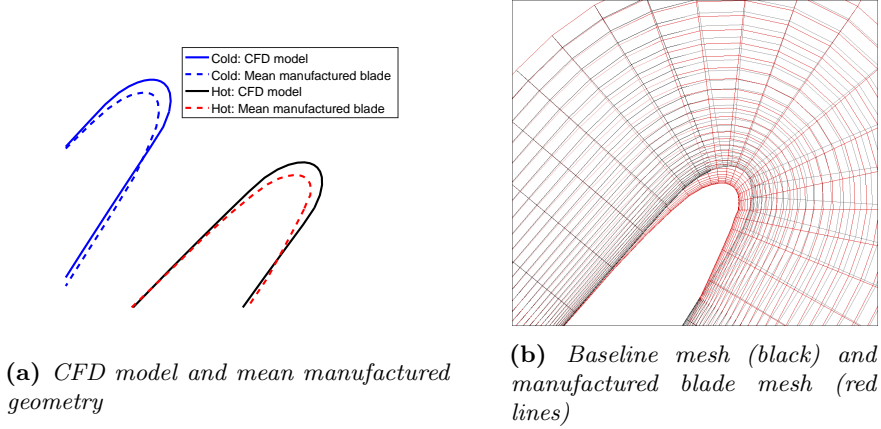 Cold: CFD model
Cold: Mean manufactured blade
Hot: CFD model
Hot: Mean manufactured blade
(a) CFD model and mean manufactured
geometry
(b) Baseline mesh (black) and
manufactured blade mesh (red
lines)